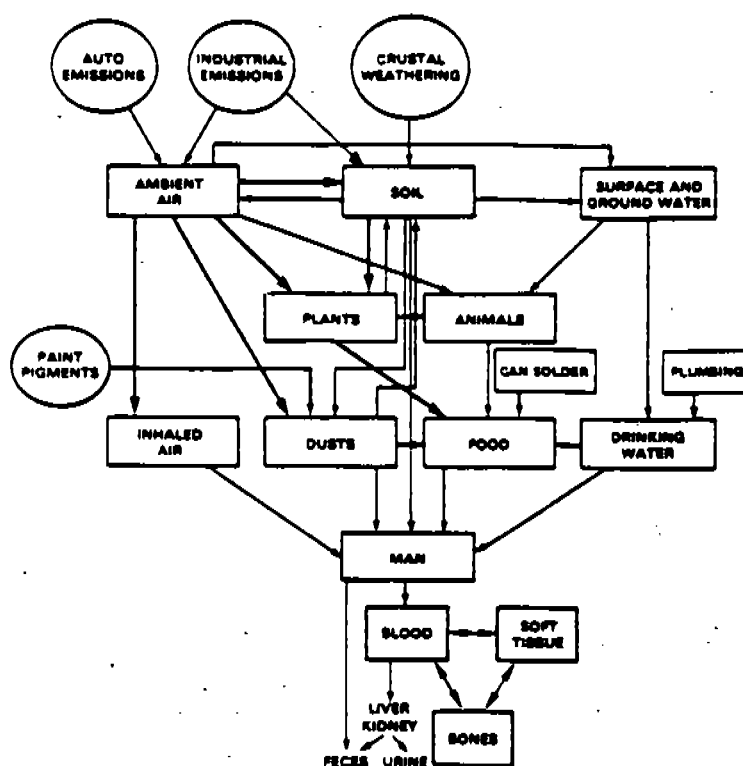 AUTO
EMISSIONS
INDUSTRIAL
EMISSIONS
CRUSTAL
WEATHERING
AMBIENT
AIR
SOIL
SURFACE AND
GROUND WATER
PLANTS
ANIMALS
PAINT
PIGMENTS
CAN SOLDER
PLUMBING
INHALED
AIR
DUSTS
FOOD
DRINKING
WATER
MAN
BLOOD
SOFT
TISSUE
LIVER
KIDNEY
BONES
FECES
URINE